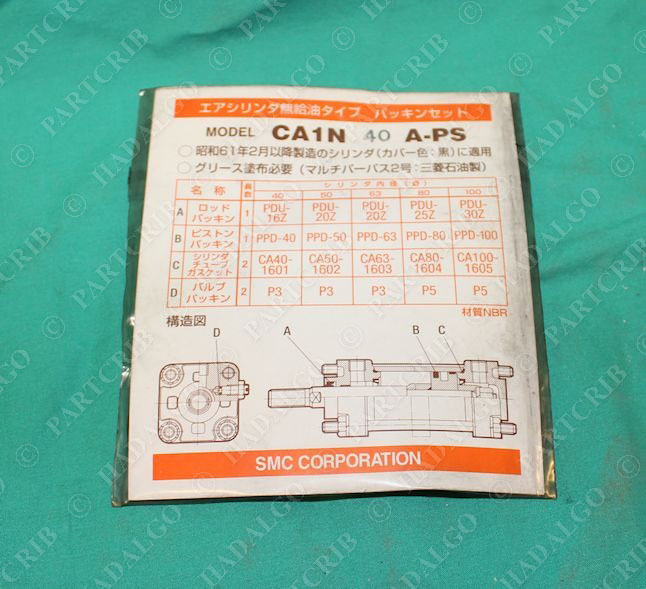 エアシリンダ無給油タイプ パッキンセット
MODEL CA1N 40 A-PS
○昭和61年2月以降製造のシリンダ(カバー色:黒)に適用
○グリース塗布必要(マルチパーパス2号:三菱石油製)
名称 員数 シリンダ内径(Ø)
40 50 63 80 100
A ロッドパッキン 1 PDU-16Z PDU-20Z PDU-20Z PDU-25Z PDU-30Z
B ピストンパッキン 1 PPD-40 PPD-50 PPD-63 PPD-80 PPD-100
C シリンダチューブガスケット 2 CA40-1601 CA50-1602 CA63-1603 CA80-1604 CA100-1605
D バルブパッキン 2 P3 P3 P3 P5 P5
材質NBR
構造図
D A B C
SMC CORPORATION
© PARTCRIB
© HADALGO